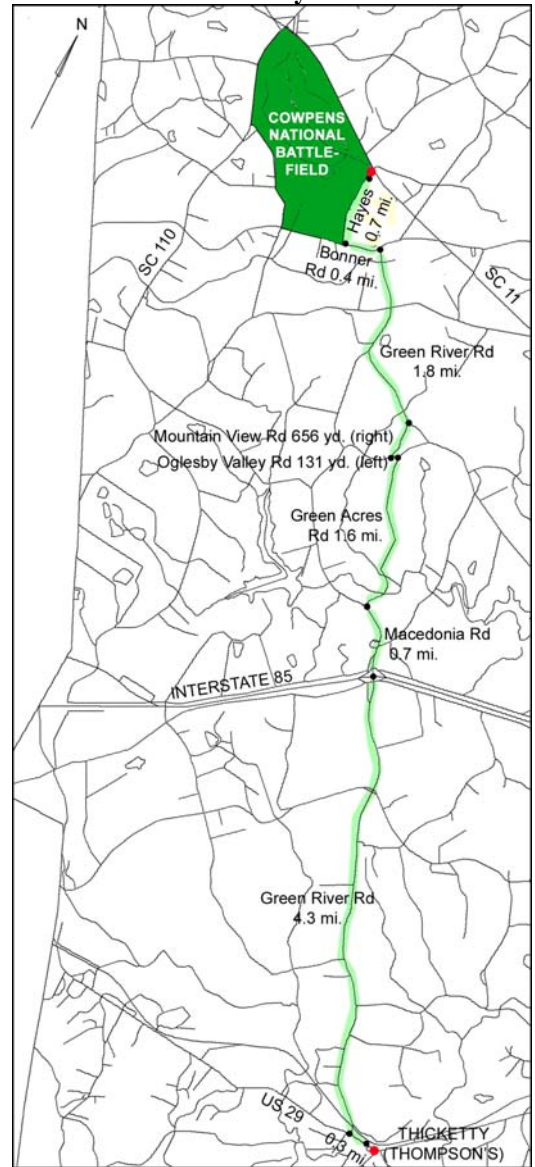 N
COWPENS
NATIONAL
BATTLE-
FIELD
Hayes
0.7 mi.
Bonner
Rd 0.4 mi.
SC 110
SC 11
Green River Rd
1.8 mi.
Mountain View Rd 656 yd. (right)
Oglesby Valley Rd 131 yd. (left)
Green Acres
Rd 1.6 mi.
Macedonia Rd
0.7 mi.
INTERSTATE 85
Green River Rd
4.3 mi.
US 29
0.3 mi.
THICKETTY
(THOMPSON'S)